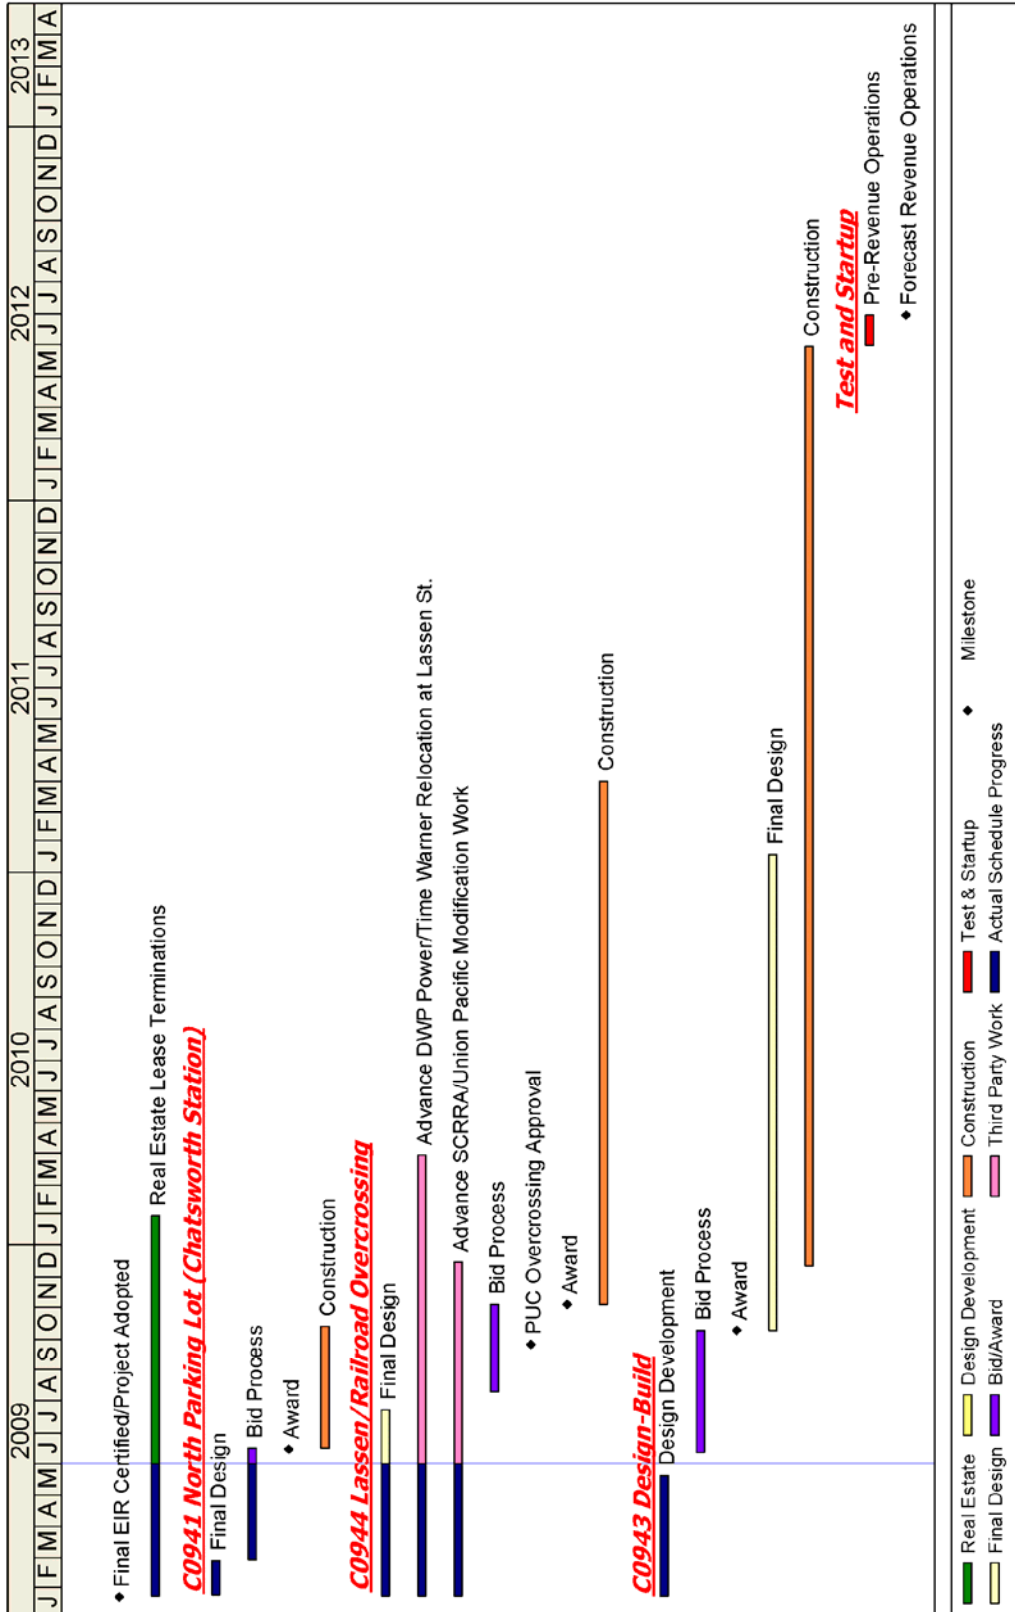 2009 2010 2011 2012 2013
J F M A M J J A S O N D J F M A M J J A S O N D J F M A M J J A S O N D J F M A M J J A S O N D J F M A
Final EIR Certified/Project Adopted
Real Estate Lease Terminations
C0941 North Parking Lot (Chatsworth Station)
Final Design
Bid Process
Award
Construction
C0944 Lassen/Railroad Overcrossing
Final Design
Advance DWP Power/Time Warner Relocation at Lassen St.
Advance SCRRA/Union Pacific Modification Work
Bid Process
PUC Overcrossing Approval
Award
Construction
C0943 Design-Build
Design Development
Bid Process
Award
Final Design
Construction
Test and Startup
Pre-Revenue Operations
Forecast Revenue Operations
Real Estate Design Development Construction Test & Startup Milestone
Final Design Bid/Award Third Party Work Actual Schedule Progress